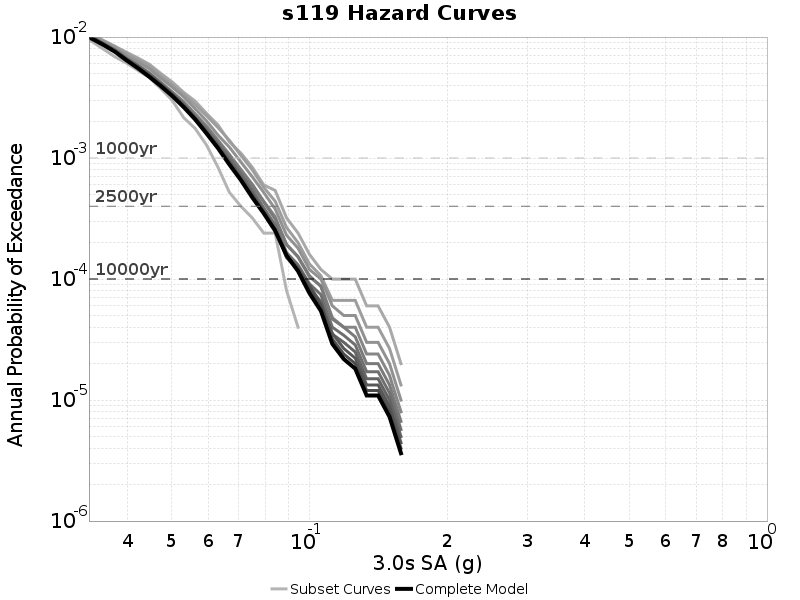 s119 Hazard Curves
Annual Probability of Exceedance
10^-2
10^-3
10^-4
10^-5
10^-6
1000yr
2500yr
10000yr
4 5 6 7 10^-1 2 3 4 5 6 7 8 10^0
3.0s SA (g)
Subset Curves Complete Model